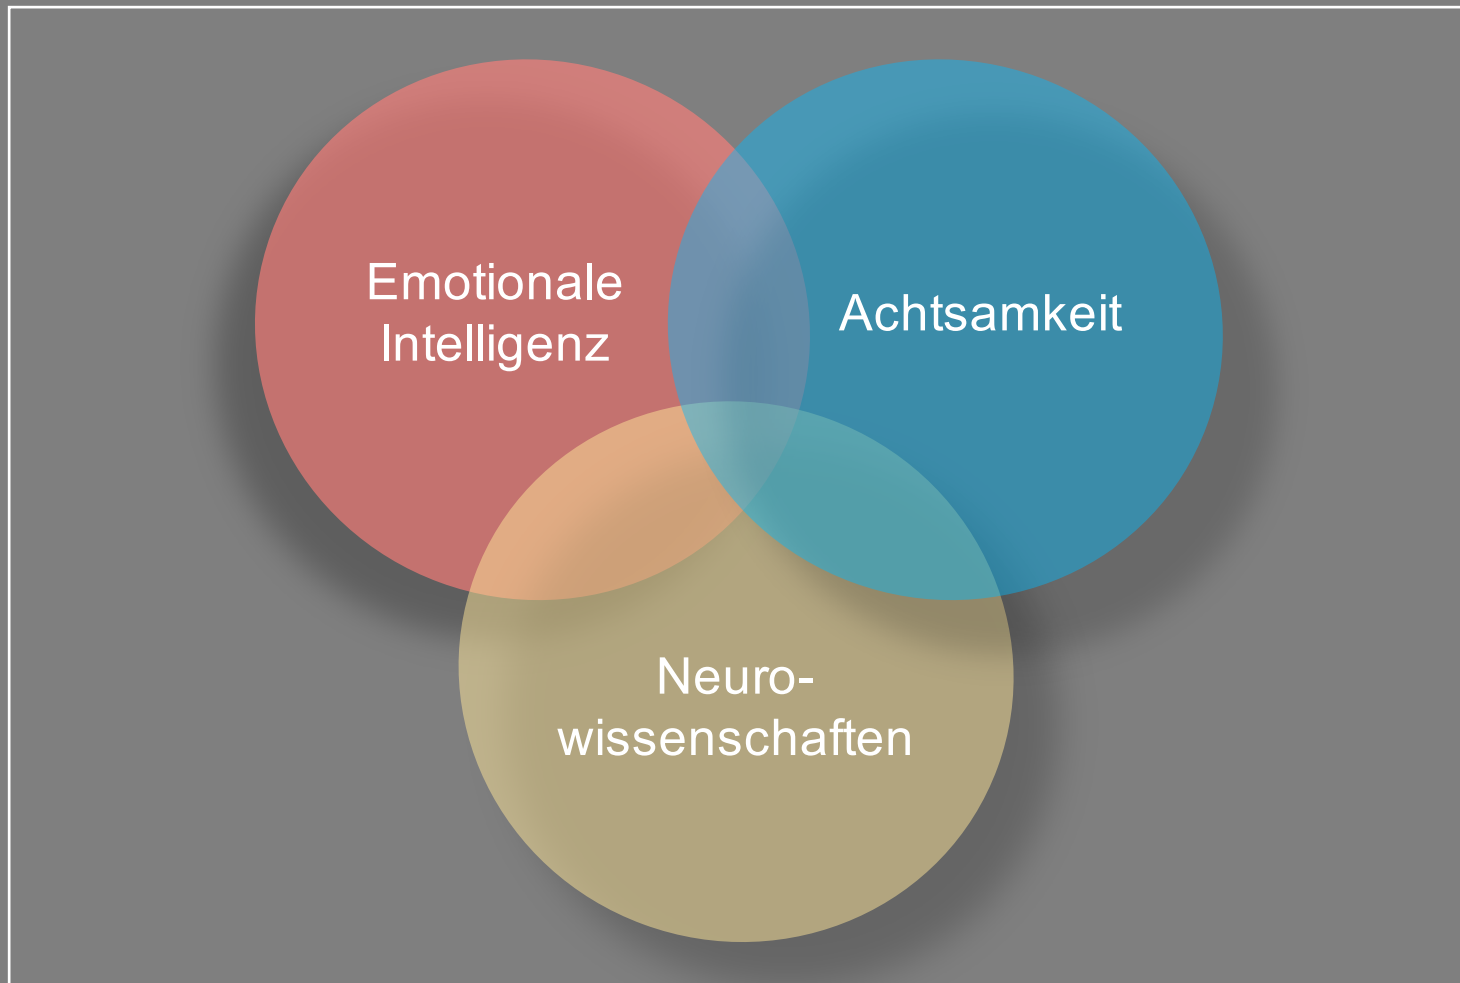 Emotionale
Intelligenz
Achtsamkeit
Neuro-
wissenschaften